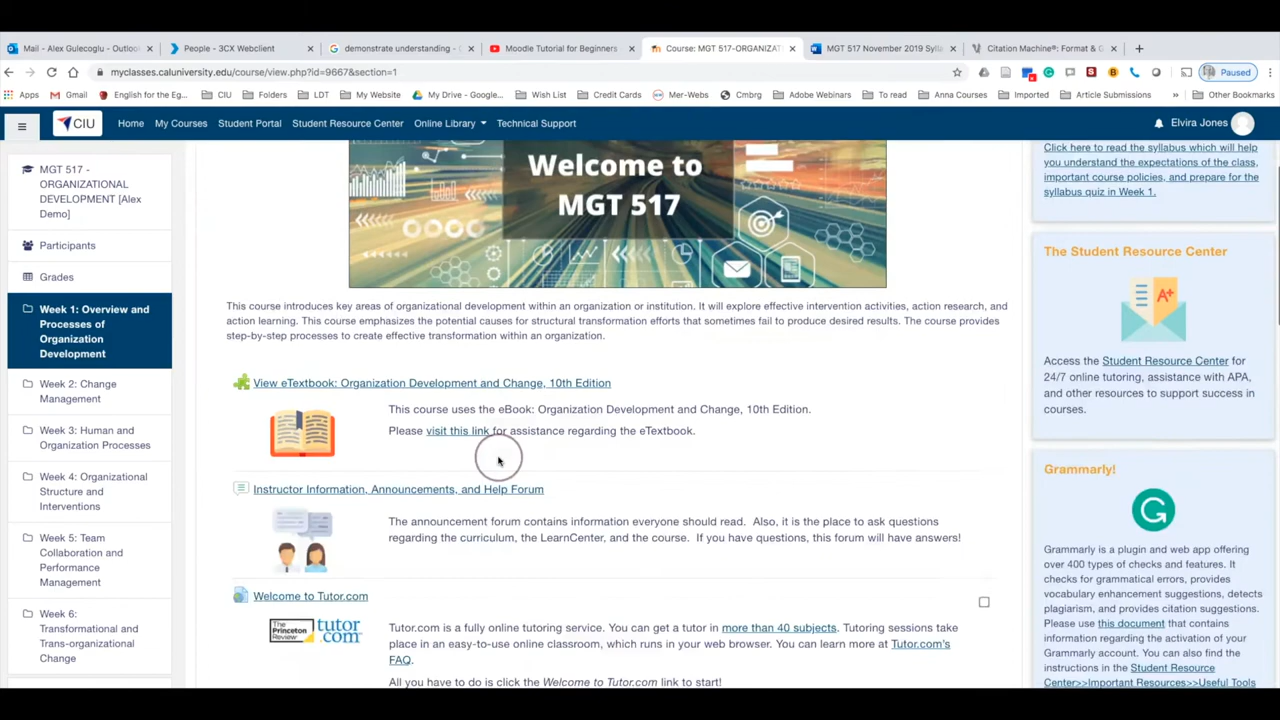 Mail - Alex Gulecoglu - Outloo
People - 3CX Webclient
demonstrate understanding -
Moodle Tutorial for Beginners
Course: MGT 517-ORGANIZAT
MGT 517 November 2019 Sylla
Citation Machine®: Format & G
myclasses.caluniversity.edu/course/view.php?id=9667&section=1
Paused
Apps
Gmail
English for the Eg...
CIU
Folders
LDT
My Website
My Drive - Google...
Wish List
Credit Cards
Mer-Webs
Cmbrg
Adobe Webinars
To read
Anna Courses
Imported
Article Submissions
Other Bookmarks
CIU
Home
My Courses
Student Portal
Student Resource Center
Online Library
Technical Support
Elvira Jones
MGT 517 -
ORGANIZATIONAL
DEVELOPMENT [Alex
Demo]
Participants
Grades
Week 1: Overview and
Processes of
Organization
Development
Week 2: Change
Management
Week 3: Human and
Organization Processes
Week 4: Organizational
Structure and
Interventions
Week 5: Team
Collaboration and
Performance
Management
Week 6:
Transformational and
Trans-organizational
Change
Welcome to
MGT 517
This course introduces key areas of organizational development within an organization or institution. It will explore effective intervention activities, action research, and
action learning. This course emphasizes the potential causes for structural transformation efforts that sometimes fail to produce desired results. The course provides
step-by-step processes to create effective transformation within an organization.
View eTextbook: Organization Development and Change, 10th Edition
This course uses the eBook: Organization Development and Change, 10th Edition.
Please visit this link for assistance regarding the eTextbook.
Instructor Information, Announcements, and Help Forum
The announcement forum contains information everyone should read. Also, it is the place to ask questions
regarding the curriculum, the LearnCenter, and the course. If you have questions, this forum will have answers!
Welcome to Tutor.com
The
Princeton
Review
tutor
.com
Tutor.com is a fully online tutoring service. You can get a tutor in more than 40 subjects. Tutoring sessions take
place in an easy-to-use online classroom, which runs in your web browser. You can learn more at Tutor.com's
FAQ.
All you have to do is click the Welcome to Tutor.com link to start!
Click here to read the syllabus which will help
you understand the expectations of the class,
important course policies, and prepare for the
syllabus quiz in Week 1.
The Student Resource Center
A+
Access the Student Resource Center for
24/7 online tutoring, assistance with APA,
and other resources to support success in
courses.
Grammarly!
Grammarly is a plugin and web app offering
over 400 types of checks and features. It
checks for grammatical errors, provides
vocabulary enhancement suggestions, detects
plagiarism, and provides citation suggestions.
Please use this document that contains
information regarding the activation of your
Grammarly account. You can also find the
instructions in the Student Resource
Center>>Important Resources>>Useful Tools